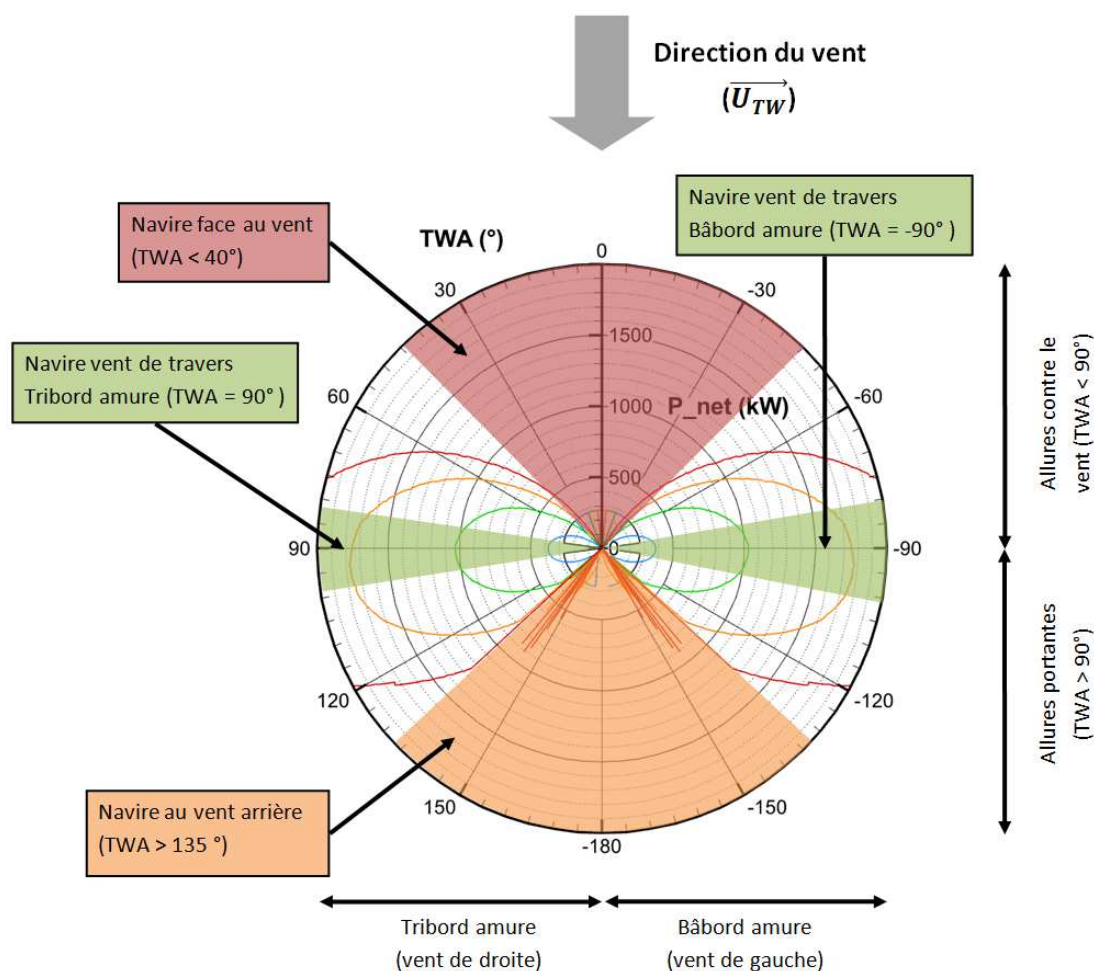 Direction du vent
(U_TW)
Navire face au vent
(TWA < 40°)
Navire vent de travers
Bâbord amure (TWA = -90° )
TWA (°)
0
30
-30
Navire vent de travers
Tribord amure (TWA = 90° )
1500
60
-60
1000
P_net (kW)
500
Allures contre le
vent (TWA < 90°)
90
0
-90
Allures portantes
(TWA > 90°)
120
-120
Navire au vent arrière
(TWA > 135 °)
150
-150
-180
Tribord amure
(vent de droite)
Bâbord amure
(vent de gauche)